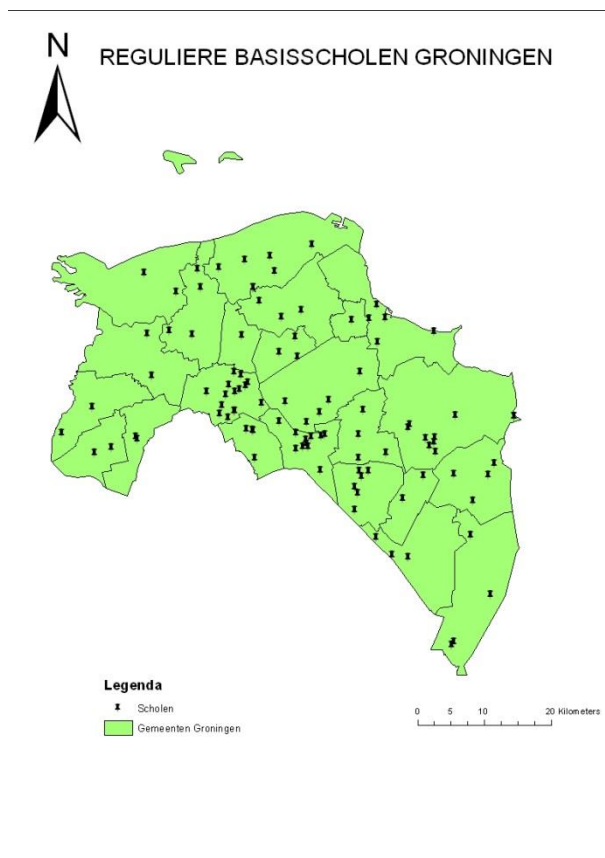 N
REGULIERE BASISSCHOLEN GRONINGEN
Legenda
Scholen
Gemeenten Groningen
0 5 10 20 Kilometers